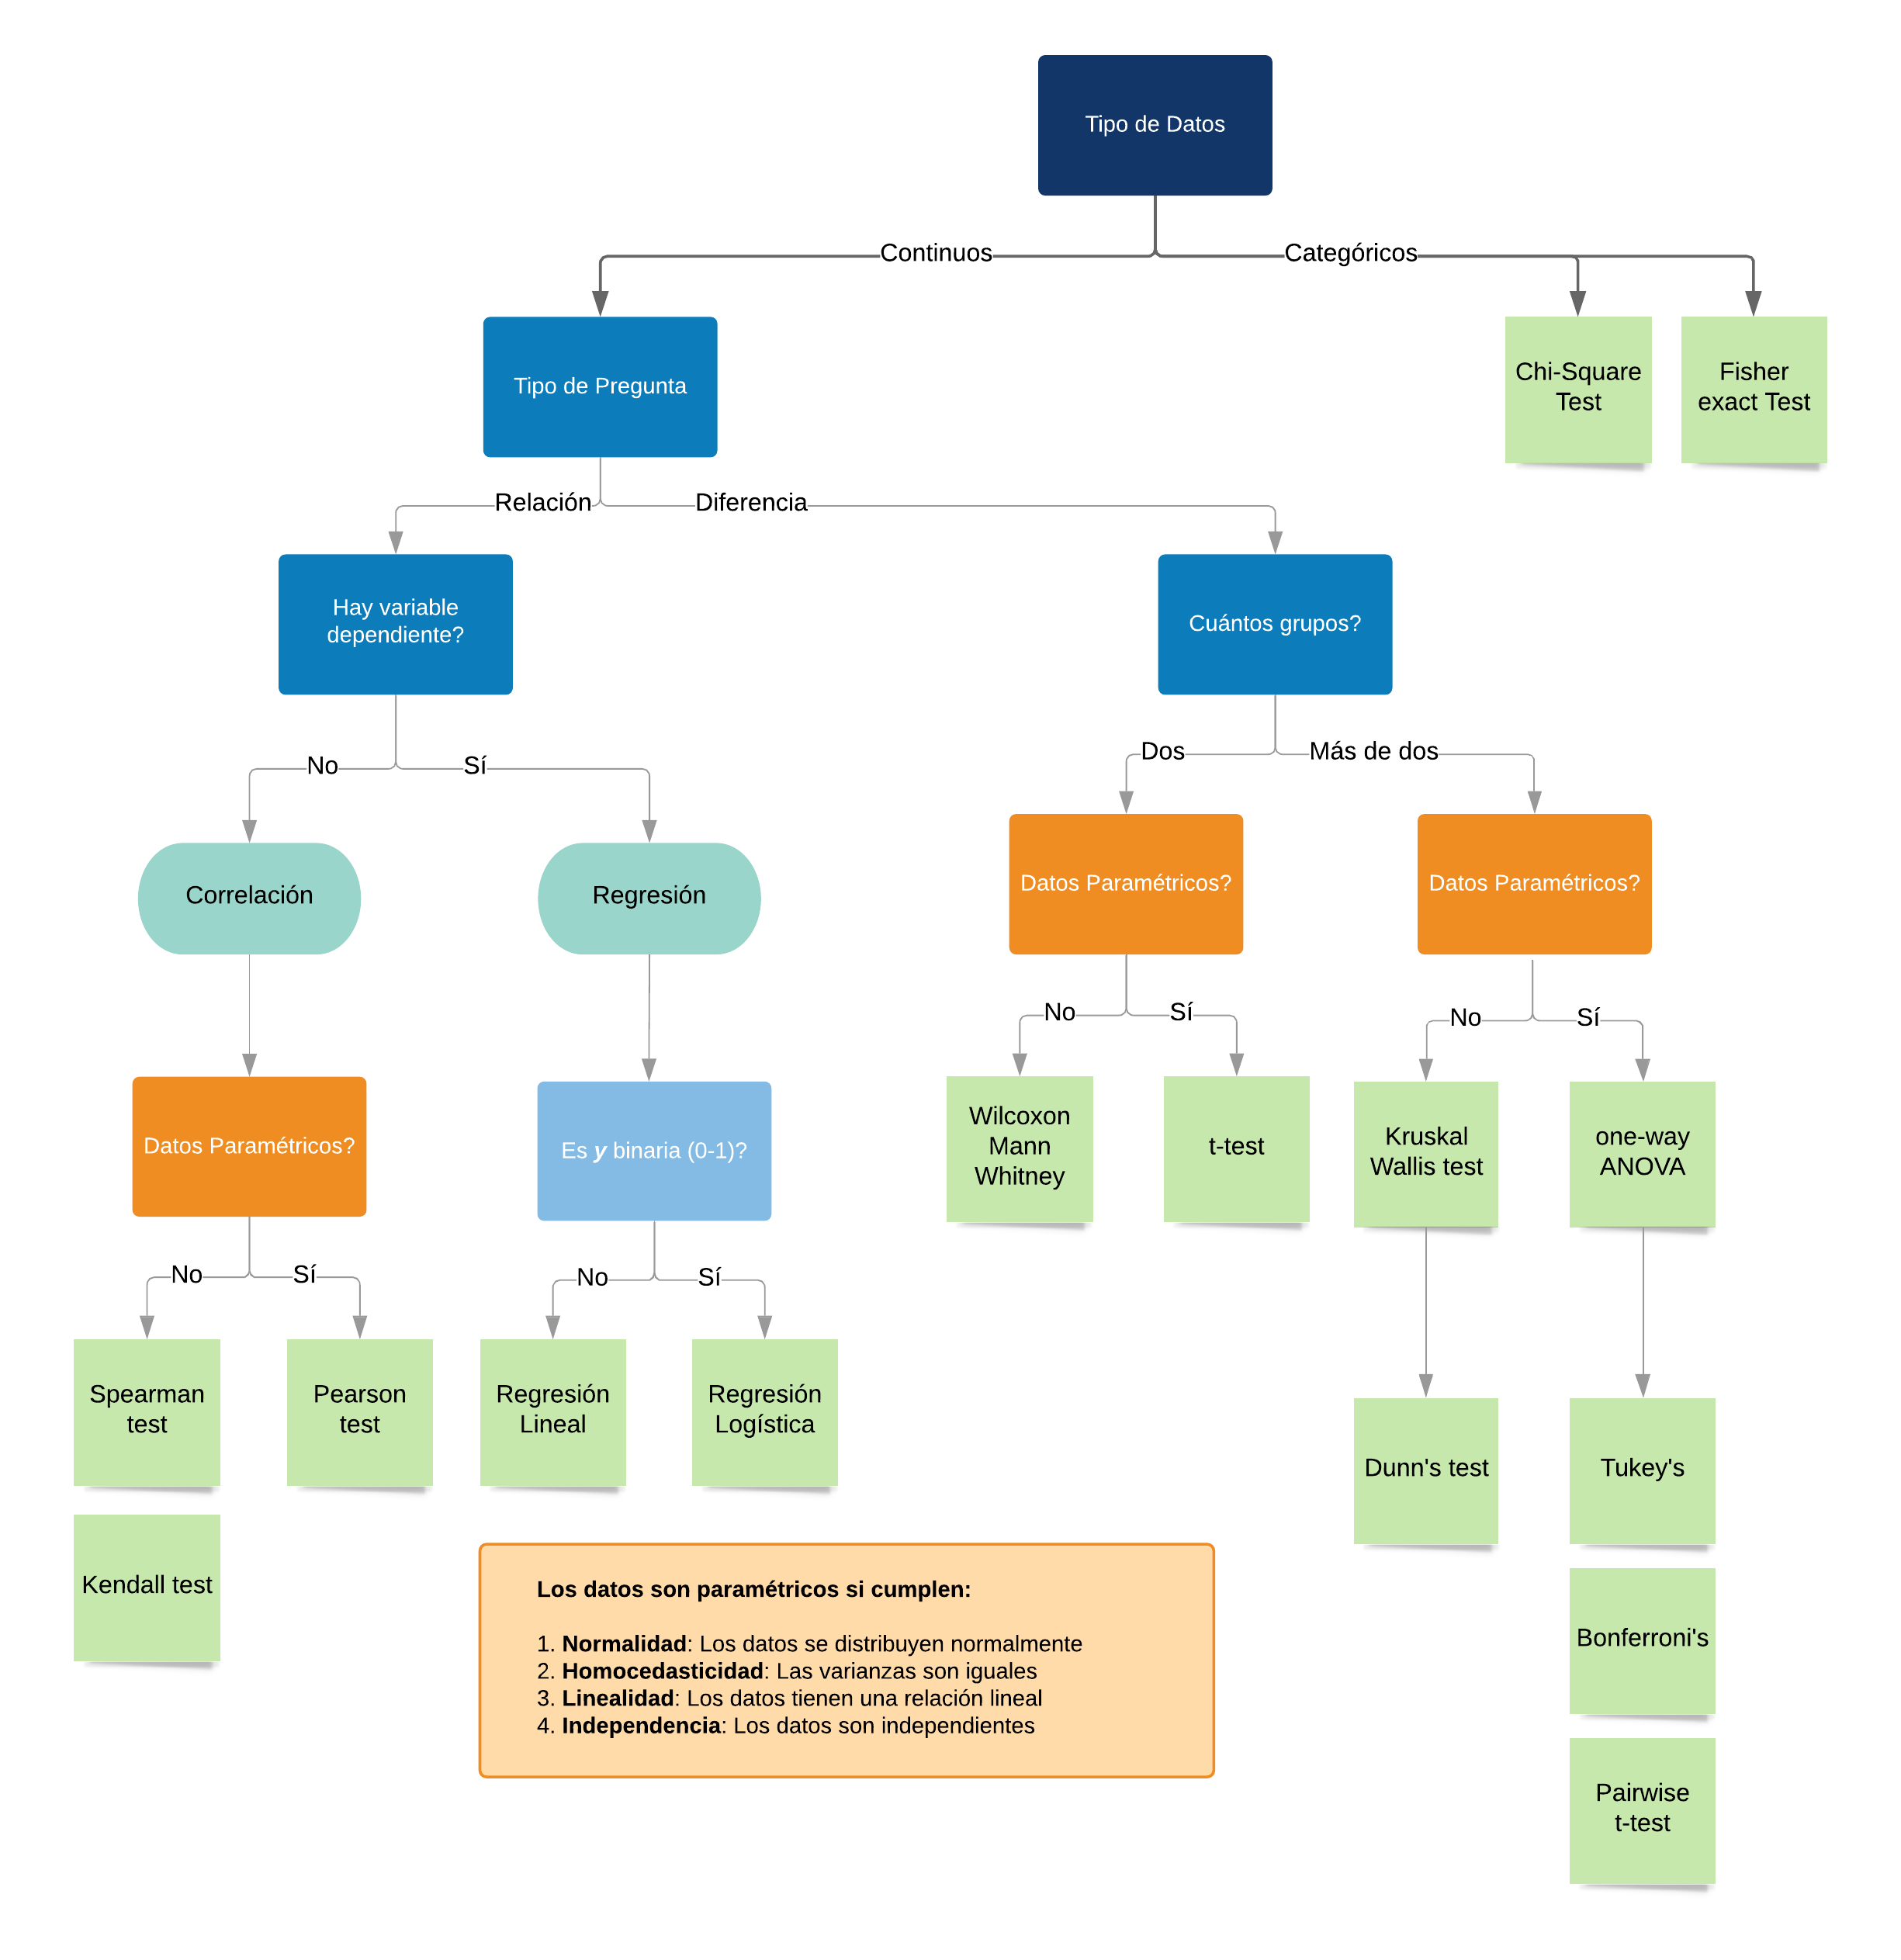 Tipo de Datos
Continuos
Categóricos
Tipo de Pregunta
Chi-Square
Test
Fisher
exact Test
Relación
Diferencia
Hay variable
dependiente?
Cuántos grupos?
No
Sí
Dos
Más de dos
Correlación
Regresión
Datos Paramétricos?
Datos Paramétricos?
No
Sí
No
Sí
Datos Paramétricos?
Es y binaria (0-1)?
Wilcoxon
Mann
Whitney
t-test
Kruskal
Wallis test
one-way
ANOVA
No
Sí
No
Sí
Spearman
test
Pearson
test
Regresión
Lineal
Regresión
Logística
Dunn's test
Tukey's
Kendall test
Bonferroni's
Pairwise
t-test
Los datos son paramétricos si cumplen:
1. Normalidad: Los datos se distribuyen normalmente
2. Homocedasticidad: Las varianzas son iguales
3. Linealidad: Los datos tienen una relación lineal
4. Independencia: Los datos son independientes